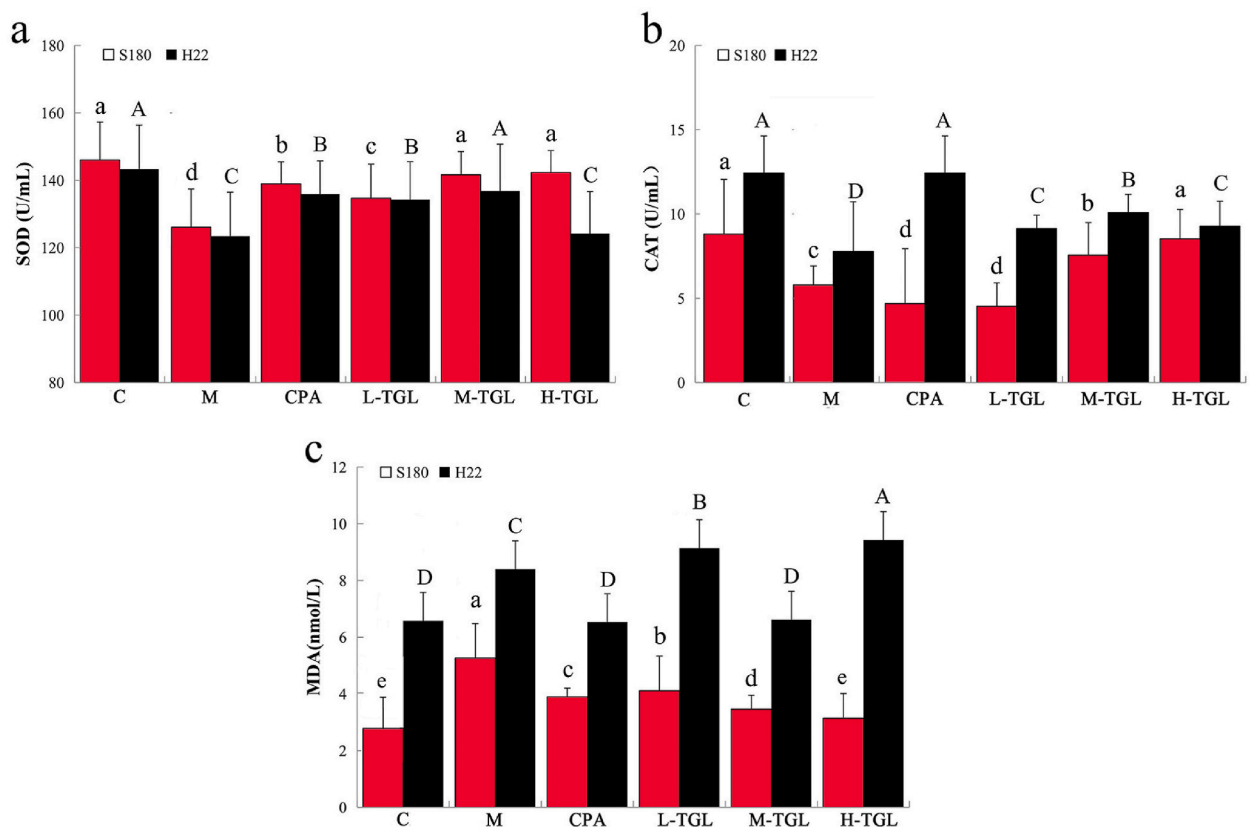 a
180
160
140
120
100
80
SOD (U/mL)
S180 H22
a A d C b B c B a A a C
C M CPA L-TGL M-TGL H-TGL
b
20
15
10
5
0
CAT (U/mL)
S180 H22
a A c D d A d C b B a C
C M CPA L-TGL M-TGL H-TGL
c
12
10
8
6
4
2
0
MDA(nmol/L)
S180 H22
e D a C c D b B d D e A
C M CPA L-TGL M-TGL H-TGL